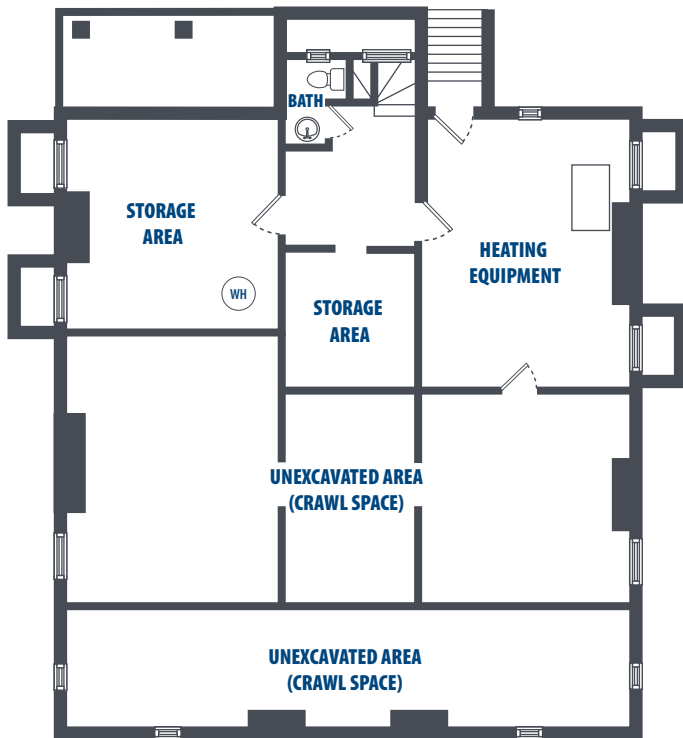 BATH
STORAGE
AREA
HEATING
EQUIPMENT
WH
STORAGE
AREA
UNEXCAVATED AREA
(CRAWL SPACE)
UNEXCAVATED AREA
(CRAWL SPACE)